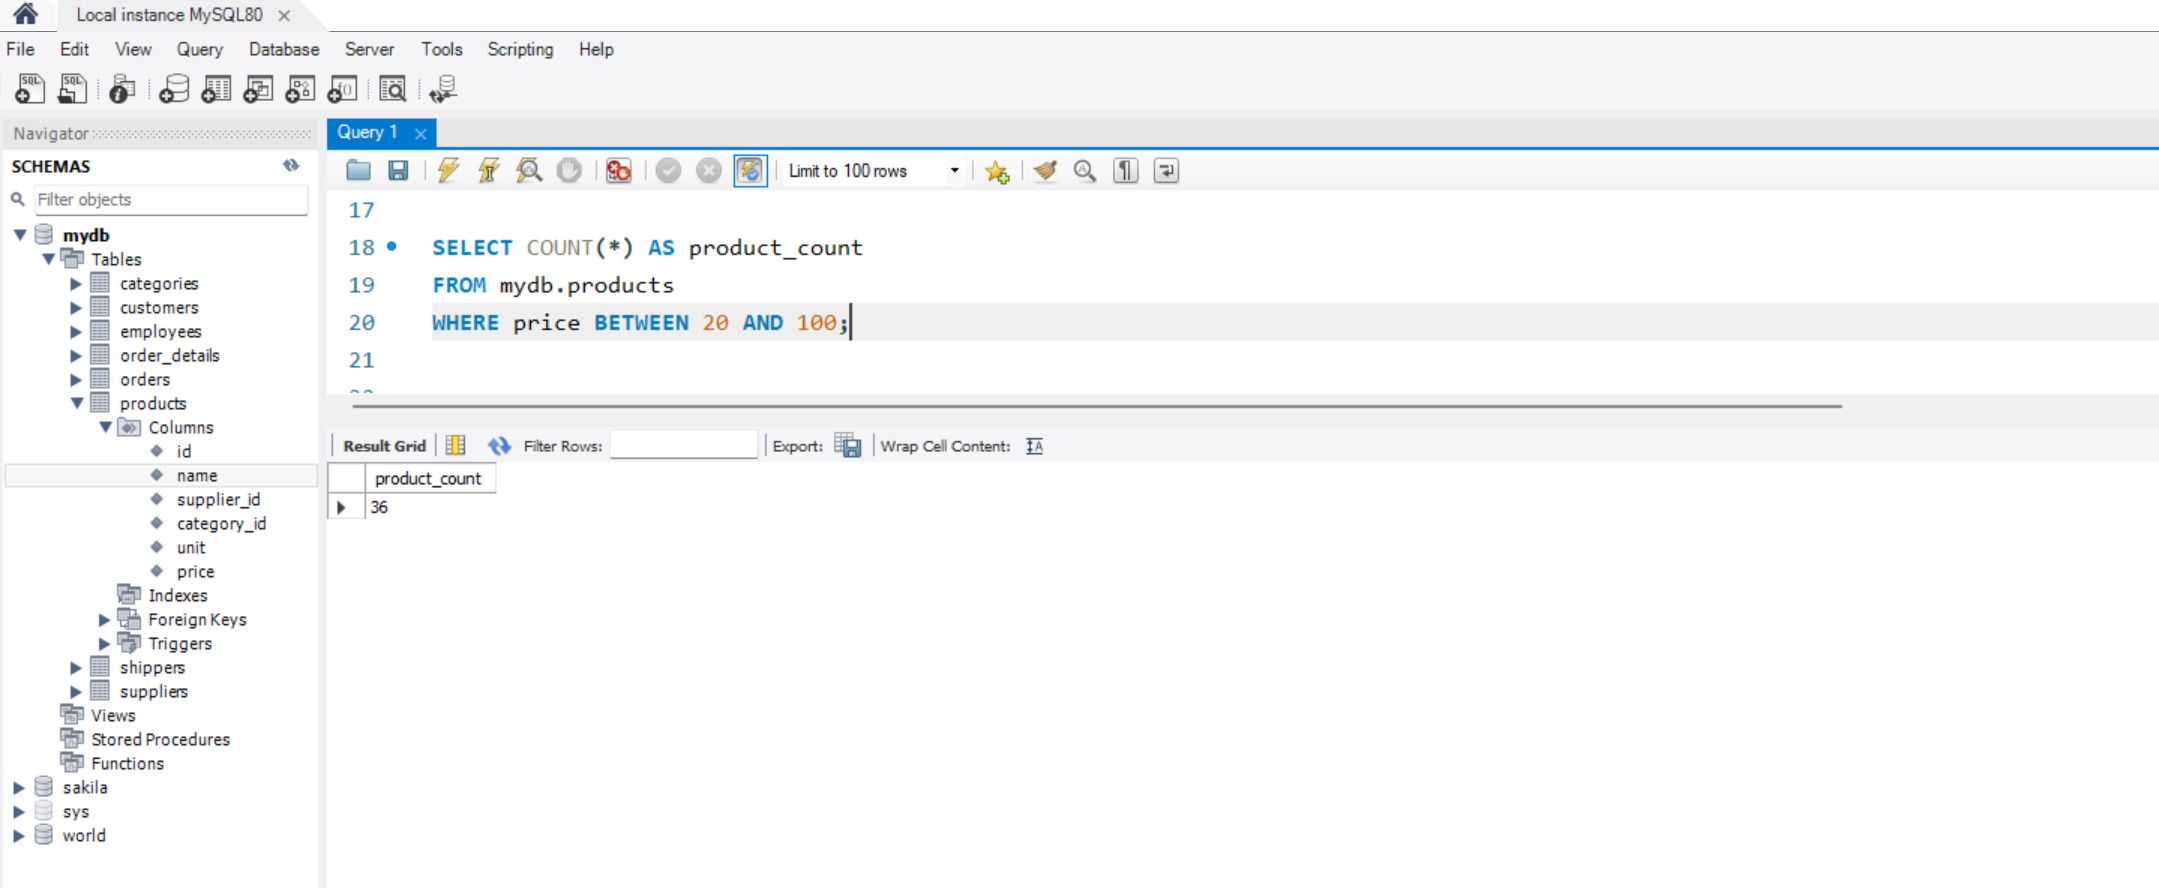 Local instance MySQL80
File Edit View Query Database Server Tools Scripting Help
Navigator
SCHEMAS
Filter objects
mydb
Tables
categories
customers
employees
order_details
orders
products
Columns
id
name
supplier_id
category_id
unit
price
Indexes
Foreign Keys
Triggers
shippers
suppliers
Views
Stored Procedures
Functions
sakila
sys
world
Query 1
Limit to 100 rows
17
18 SELECT COUNT(*) AS product_count
19 FROM mydb.products
20 WHERE price BETWEEN 20 AND 100;
21
Result Grid Filter Rows: Export: Wrap Cell Content:
product_count
36